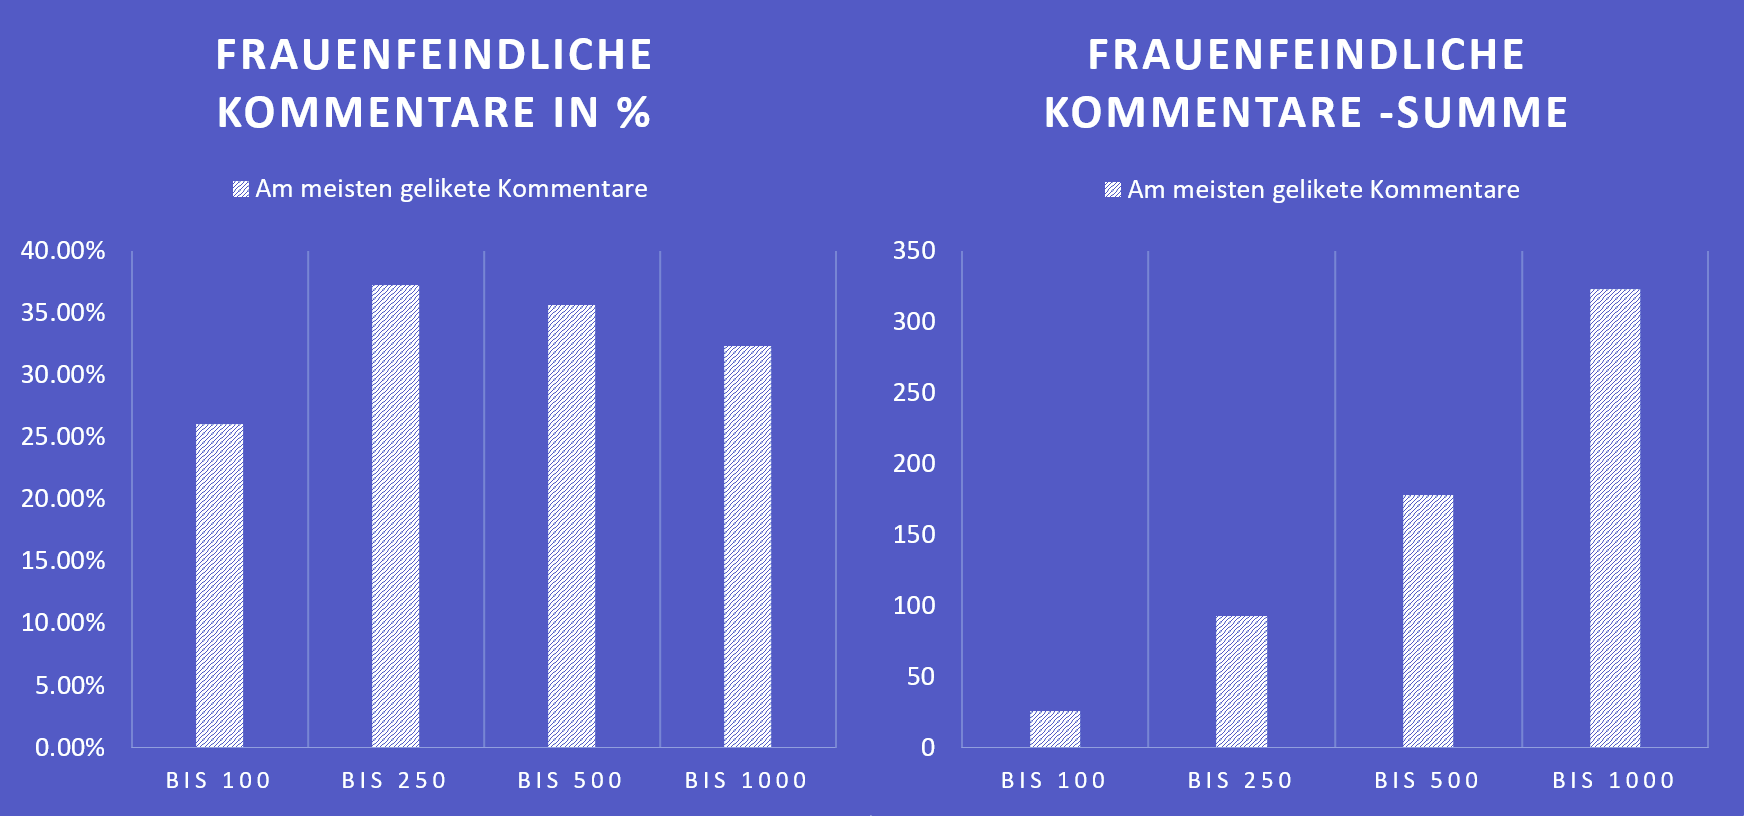 FRAUENFEINDLICHE
KOMMENTARE IN %
Am meisten gelikete Kommentare
40.00%
35.00%
30.00%
25.00%
20.00%
15.00%
10.00%
5.00%
0.00%
BIS 100
BIS 250
BIS 500
BIS 1000
FRAUENFEINDLICHE
KOMMENTARE -SUMME
Am meisten gelikete Kommentare
350
300
250
200
150
100
50
0
BIS 100
BIS 250
BIS 500
BIS 1000